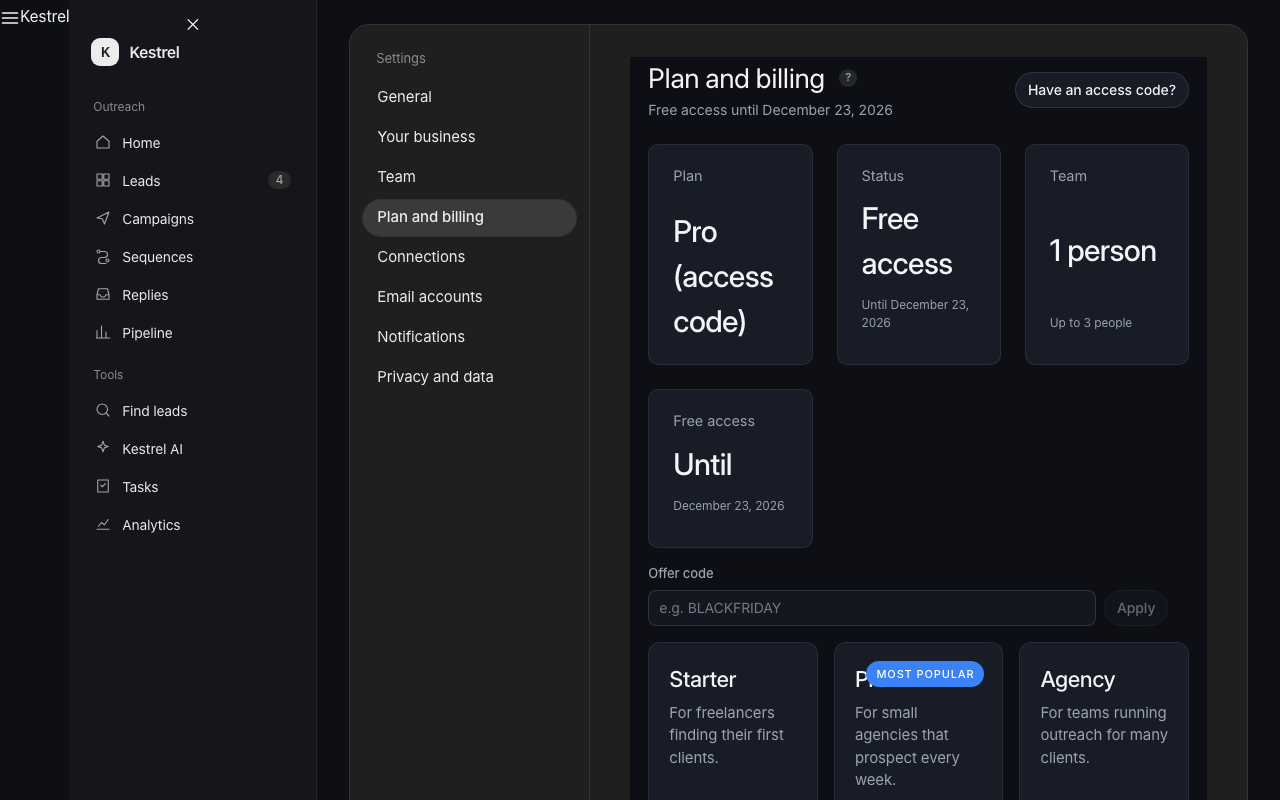 Kestrel
K
Kestrel
Outreach
Home
Leads
4
Campaigns
Sequences
Replies
Pipeline
Tools
Find leads
Kestrel AI
Tasks
Analytics
Settings
General
Your business
Team
Plan and billing
Connections
Email accounts
Notifications
Privacy and data
Plan and billing
?
Free access until December 23, 2026
Have an access code?
Plan
Pro
(access
code)
Status
Free
access
Until December 23,
2026
Team
1 person
Up to 3 people
Free access
Until
December 23, 2026
Offer code
e.g. BLACKFRIDAY
Apply
Starter
For freelancers
finding their first
clients.
MOST POPULAR
For small
agencies that
prospect every
week.
Agency
For teams running
outreach for many
clients.